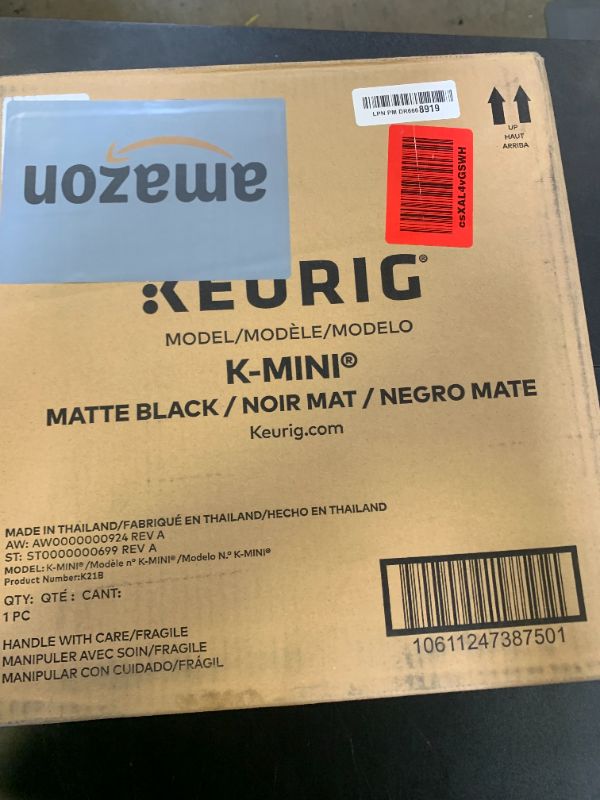 amazon
LPN PM DR6668919
csXAL4vGSWH
UP
HAUT
ARRIBA
KEURIG®
MODEL/MODÈLE/MODELO
K-MINI®
MATTE BLACK / NOIR MAT / NEGRO MATE
Keurig.com
MADE IN THAILAND/FABRIQUÉ EN THAILAND/HECHO EN THAILAND
AW: AW0000000924 REV A
ST: ST0000000699 REV A
MODEL: K-MINI®/Modèle nº K-MINI®/Modelo N.º K-MINI®
Product Number:K21B
QTY: QTÉ : CANT:
1 PC
HANDLE WITH CARE/FRAGILE
MANIPULER AVEC SOIN/FRAGILE
MANIPULAR CON CUIDADO/FRÁGIL
10611247387501